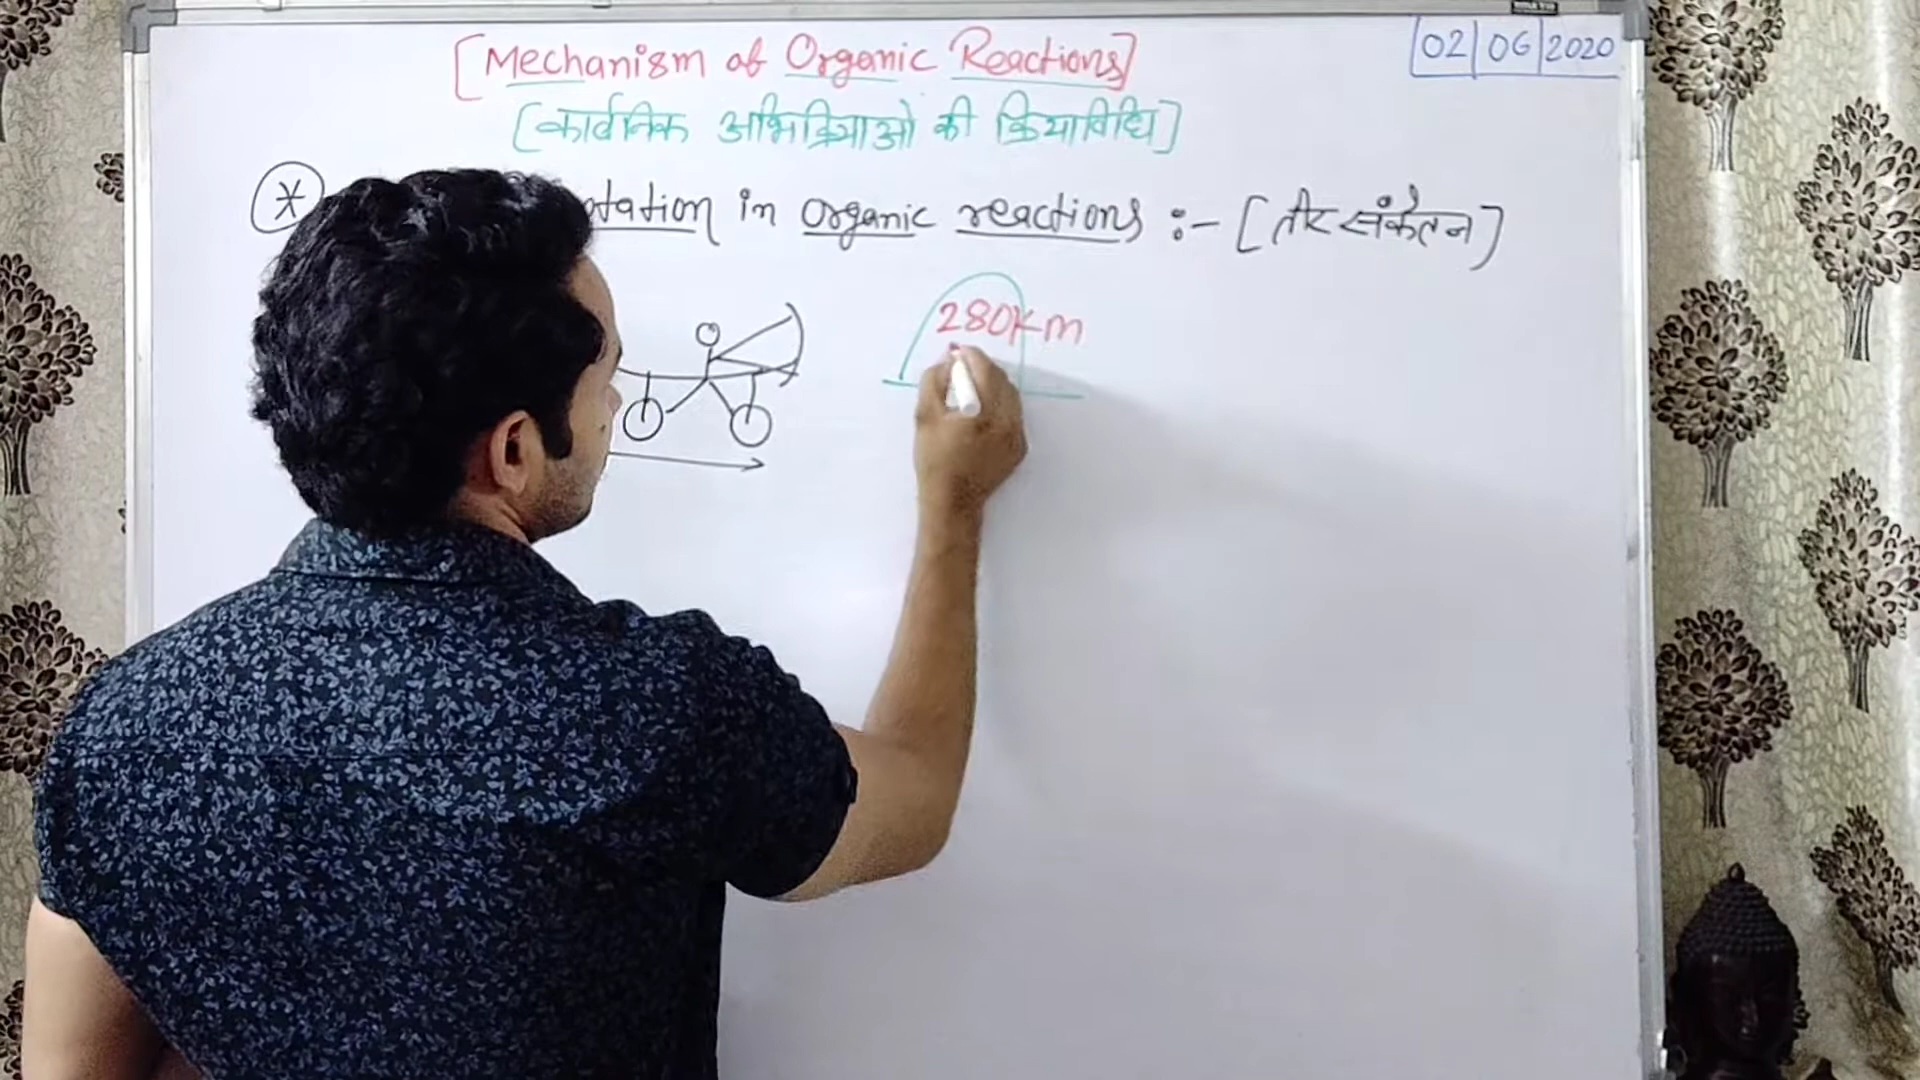 [Mechanism of Organic Reactions]
02|06|2020
[कार्बनिक अभिक्रियाओ की क्रियाविधि]
* tation in organic reactions :- [तीर संकेतन]
280km